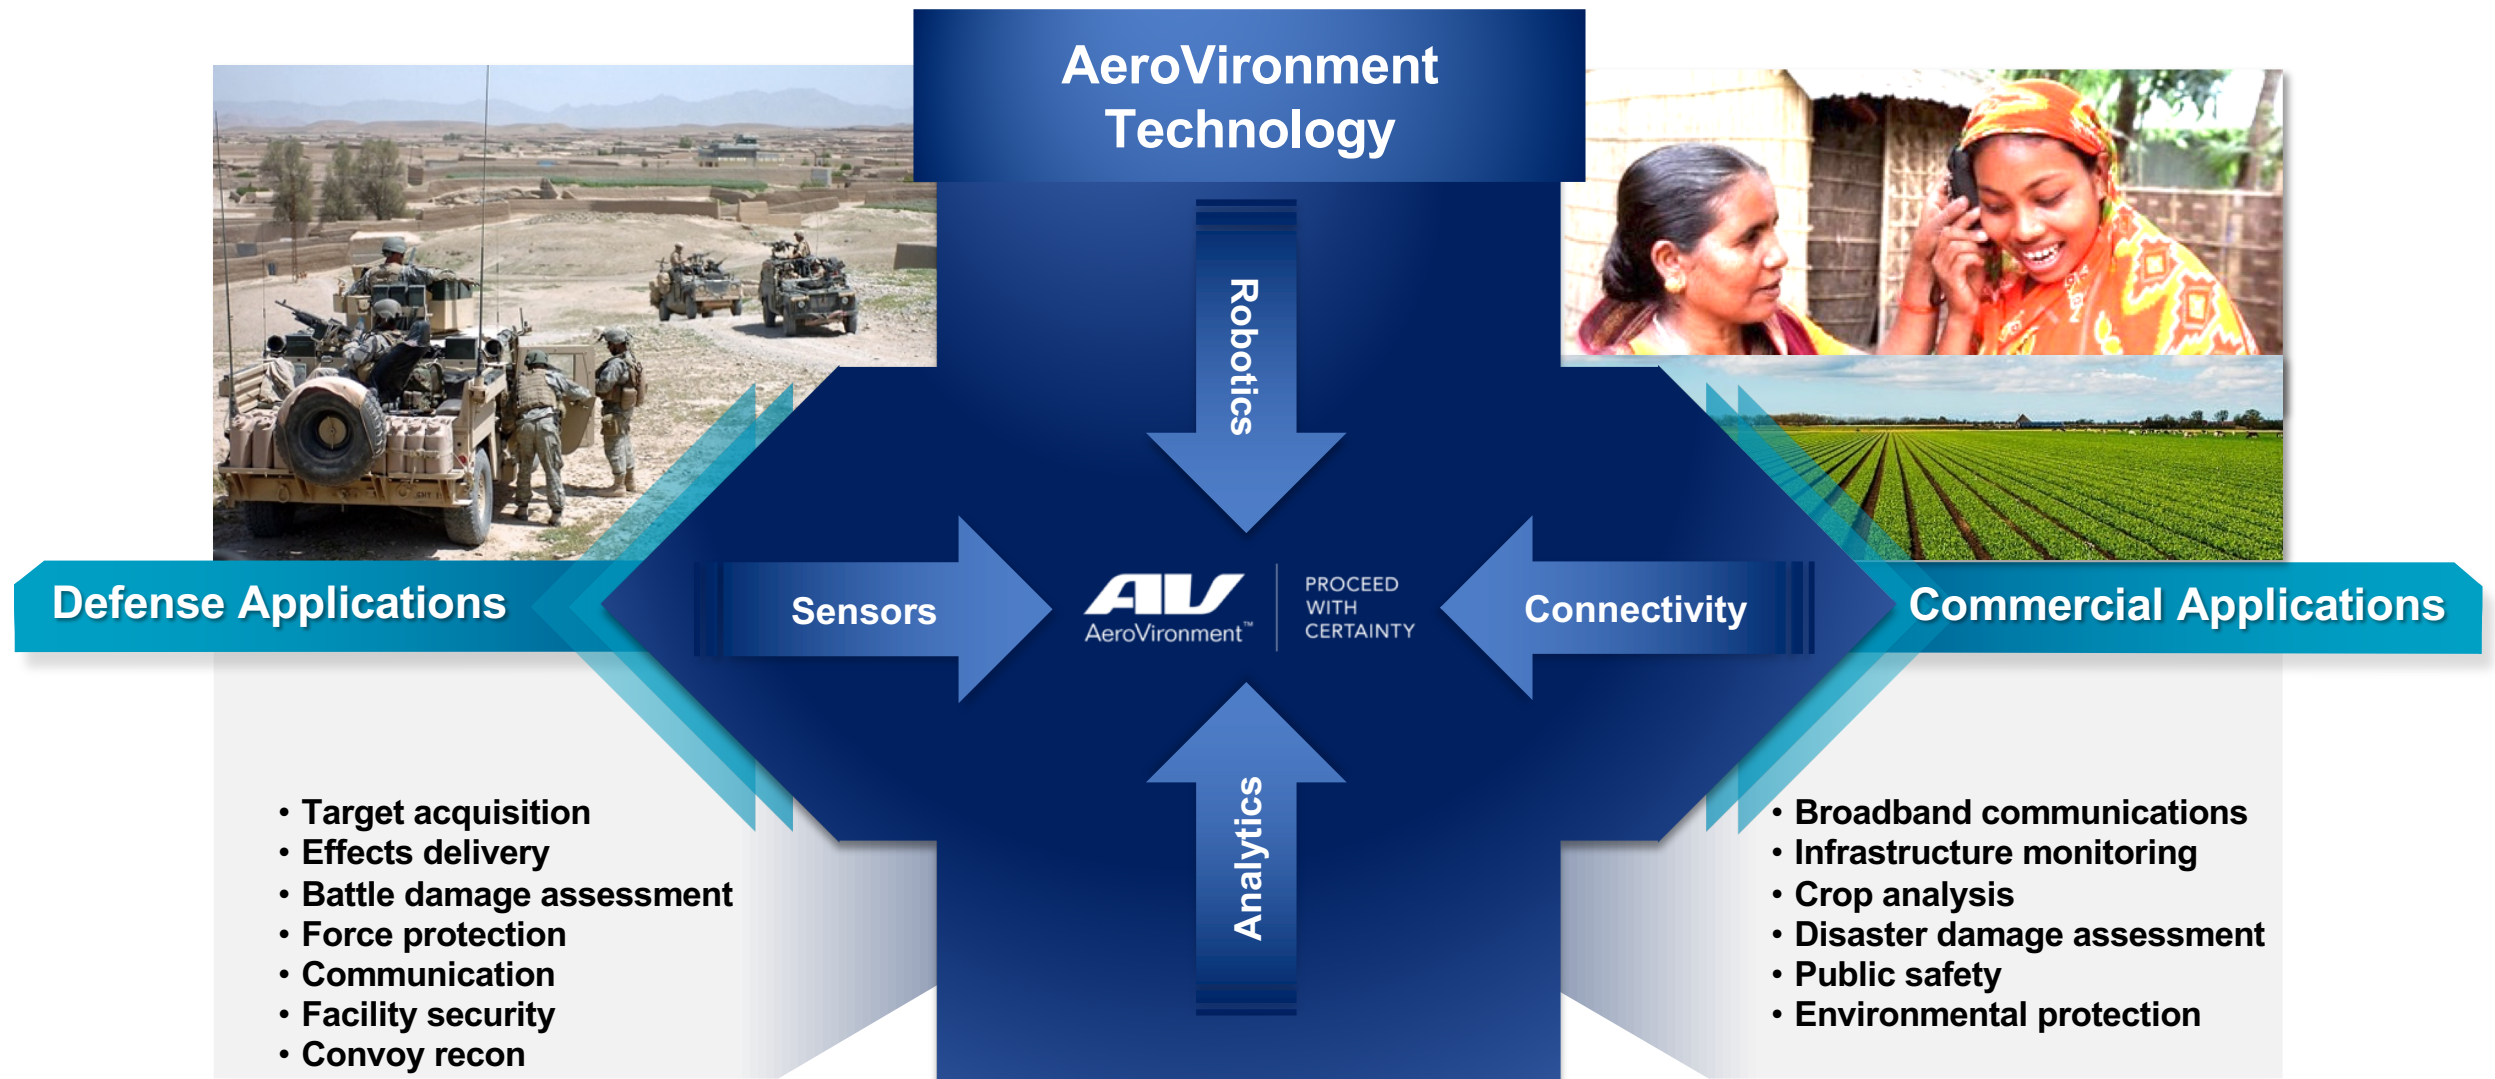 AeroVironment
Technology
Robotics
Defense Applications
Sensors
AV
AeroVironment™
PROCEED
WITH
CERTAINTY
Connectivity
Commercial Applications
Analytics
• Target acquisition
• Effects delivery
• Battle damage assessment
• Force protection
• Communication
• Facility security
• Convoy recon
• Broadband communications
• Infrastructure monitoring
• Crop analysis
• Disaster damage assessment
• Public safety
• Environmental protection